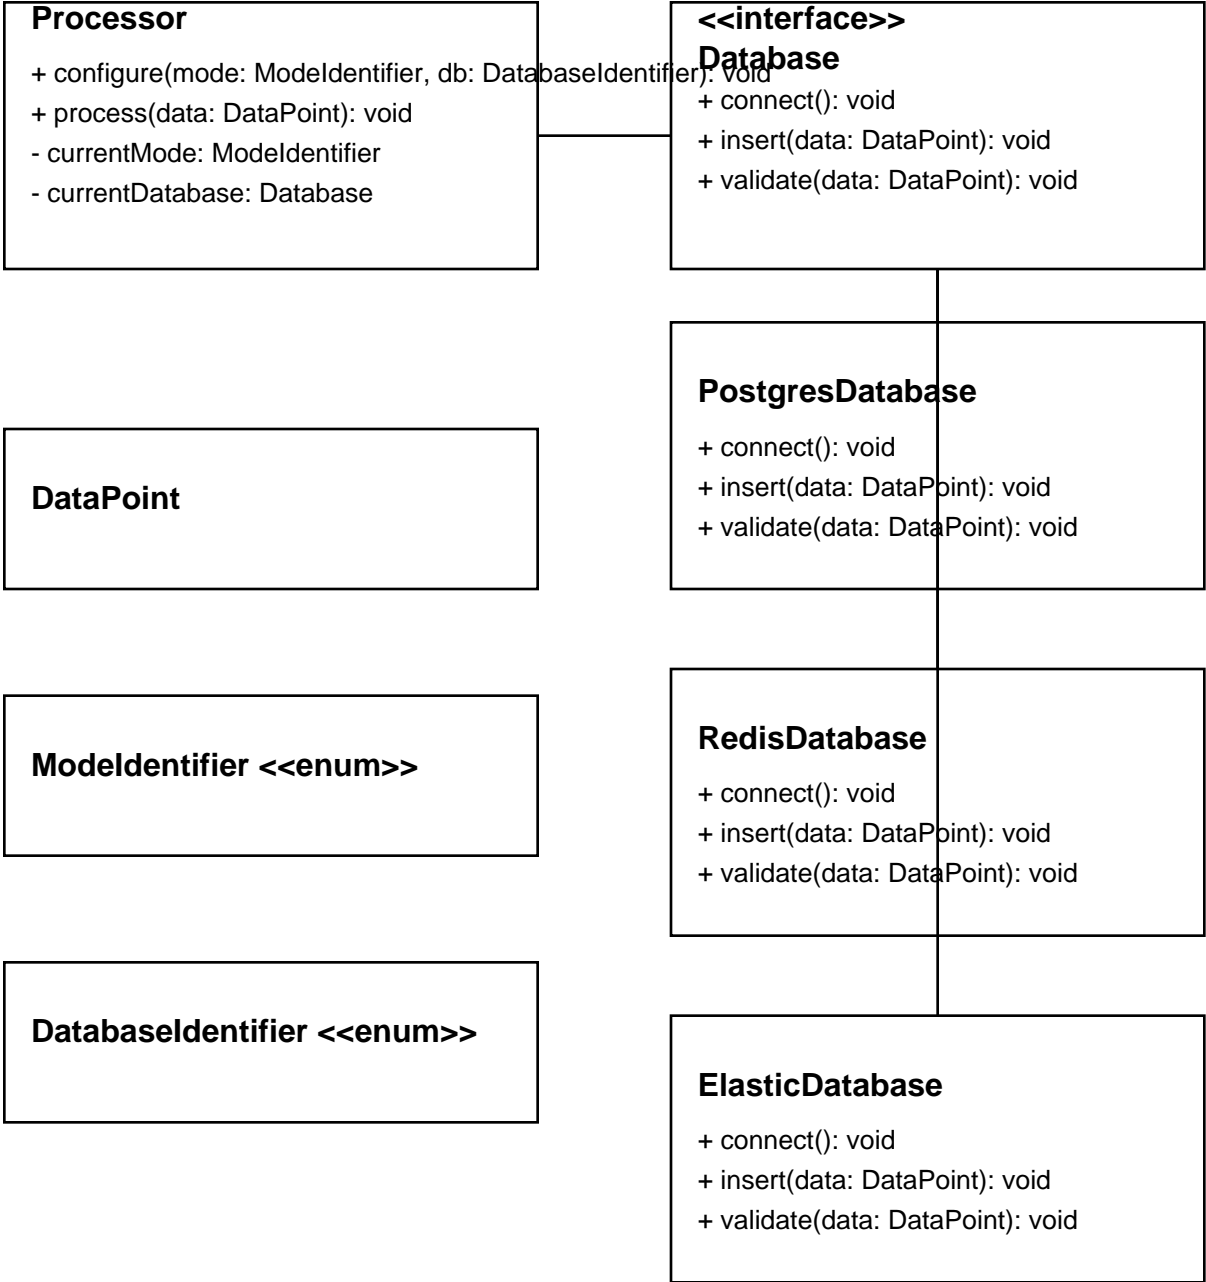 Processor
+ configure(mode: ModeIdentifier, db: DatabaseIdentifier): void
+ process(data: DataPoint): void
- currentMode: ModeIdentifier
- currentDatabase: Database
<<interface>>
Database
+ connect(): void
+ insert(data: DataPoint): void
+ validate(data: DataPoint): void
DataPoint
ModeIdentifier <<enum>>
DatabaseIdentifier <<enum>>
PostgresDatabase
+ connect(): void
+ insert(data: DataPoint): void
+ validate(data: DataPoint): void
RedisDatabase
+ connect(): void
+ insert(data: DataPoint): void
+ validate(data: DataPoint): void
ElasticDatabase
+ connect(): void
+ insert(data: DataPoint): void
+ validate(data: DataPoint): void